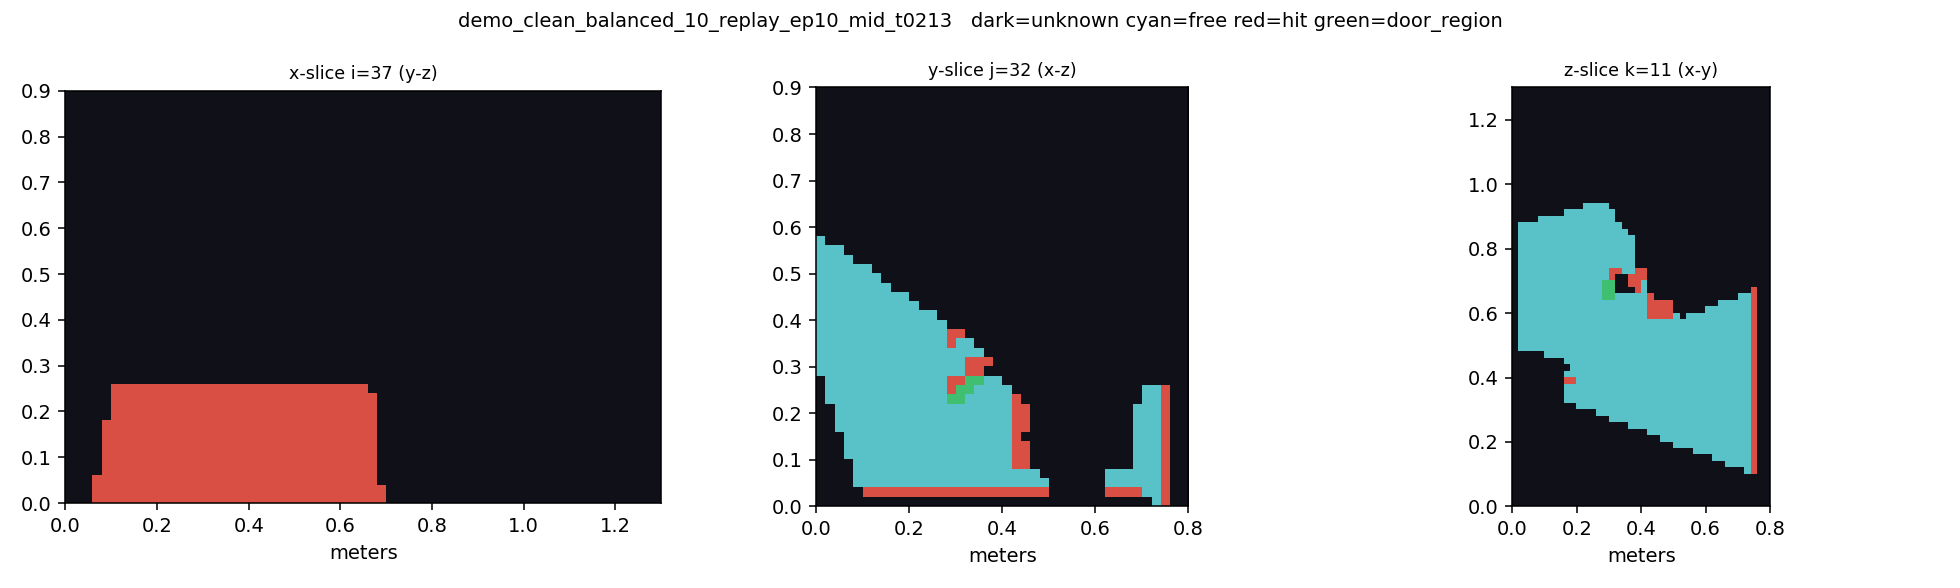 demo_clean_balanced_10_replay_ep10_mid_t0213   dark=unknown cyan=free red=hit green=door_region
x-slice i=37 (y-z)
0.9
0.8
0.7
0.6
0.5
0.4
0.3
0.2
0.1
0.0
0.0 0.2 0.4 0.6 0.8 1.0 1.2
meters
y-slice j=32 (x-z)
0.9
0.8
0.7
0.6
0.5
0.4
0.3
0.2
0.1
0.0
0.0 0.2 0.4 0.6 0.8
meters
z-slice k=11 (x-y)
1.2
1.0
0.8
0.6
0.4
0.2
0.0
0.0 0.2 0.4 0.6 0.8
meters